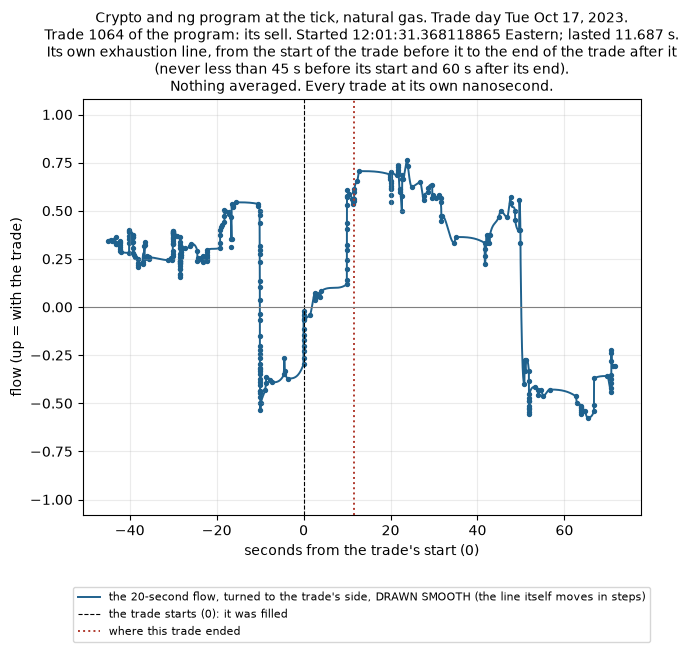 Crypto and ng program at the tick, natural gas. Trade day Tue Oct 17, 2023.
Trade 1064 of the program: its sell. Started 12:01:31.368118865 Eastern; lasted 11.687 s.
Its own exhaustion line, from the start of the trade before it to the end of the trade after it
(never less than 45 s before its start and 60 s after its end).
Nothing averaged. Every trade at its own nanosecond.
1.00
0.75
0.50
0.25
0.00
−0.25
−0.50
−0.75
−1.00
flow (up = with the trade)
−40
−20
0
20
40
60
seconds from the trade's start (0)
the 20-second flow, turned to the trade's side, DRAWN SMOOTH (the line itself moves in steps)
the trade starts (0): it was filled
where this trade ended